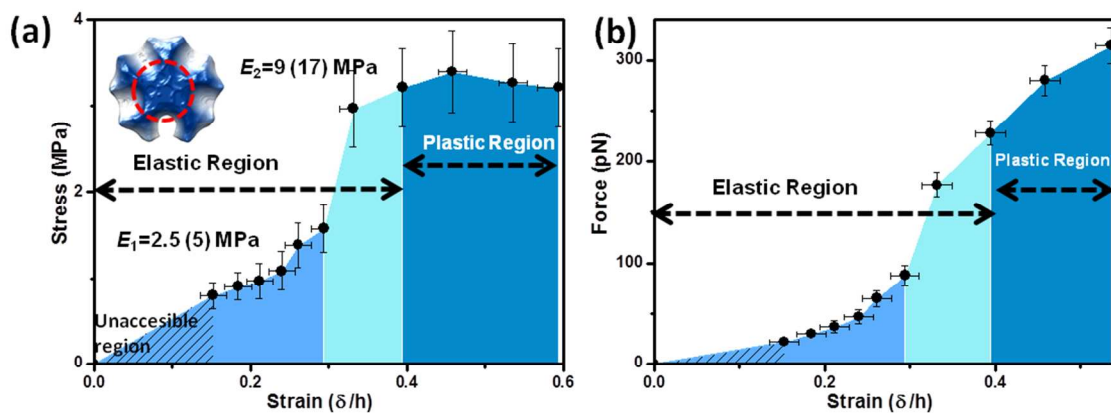 (a)
4
2
0
Stress (MPa)
E2=9 (17) MPa
Elastic Region
Plastic Region
E1=2.5 (5) MPa
Unaccesible
region
0.0
0.2
0.4
0.6
Strain (δ/h)
(b)
300
200
100
0
Force (pN)
Elastic Region
Plastic Region
0.0
0.2
0.4
Strain (δ/h)